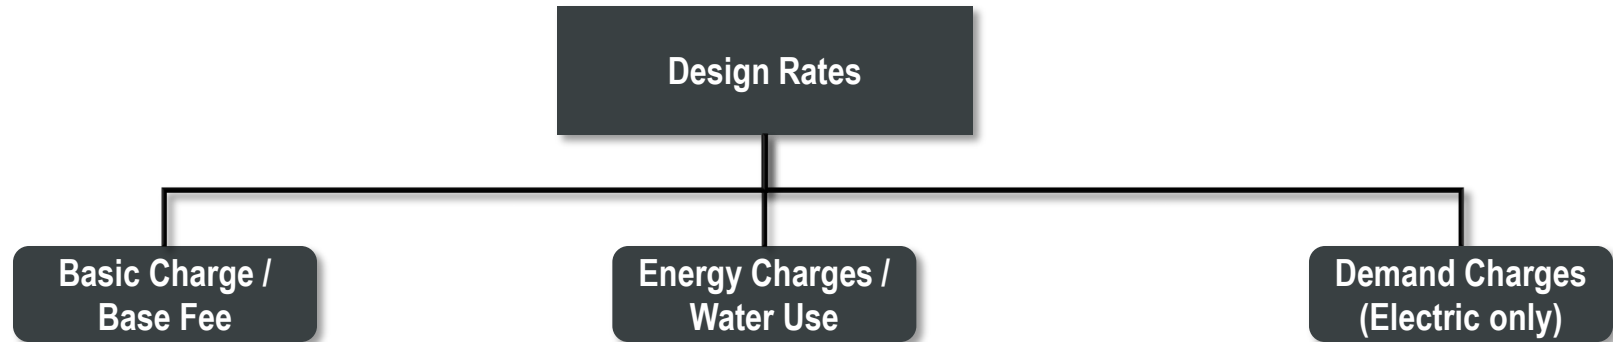 Design Rates
Basic Charge /
Base Fee
Energy Charges /
Water Use
Demand Charges
(Electric only)